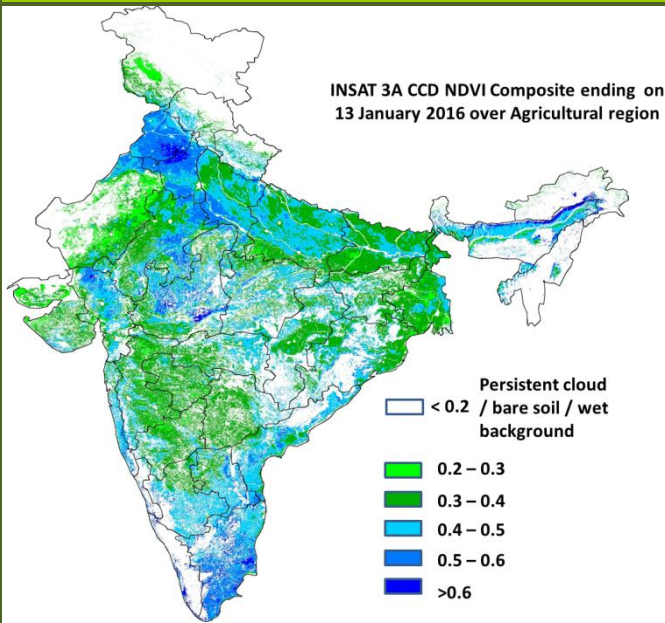 INSAT 3A CCD NDVI Composite ending on
13 January 2016 over Agricultural region
< 0.2 Persistent cloud / bare soil / wet background
0.2 – 0.3
0.3 – 0.4
0.4 – 0.5
0.5 – 0.6
>0.6